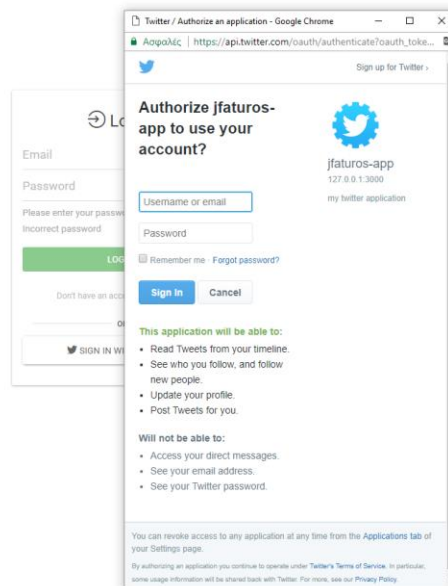 Twitter / Authorize an application - Google Chrome
Ασφαλές | https://api.twitter.com/oauth/authenticate?oauth_toke...
Sign up for Twitter ›
Authorize jfaturos-
app to use your
account?
jfaturos-app
127.0.0.1:3000
my twitter application
Username or email
Password
Remember me · Forgot password?
Sign In Cancel
This application will be able to:
• Read Tweets from your timeline.
• See who you follow, and follow
new people.
• Update your profile.
• Post Tweets for you.
Will not be able to:
• Access your direct messages.
• See your email address.
• See your Twitter password.
You can revoke access to any application at any time from the Applications tab of
your Settings page.
By authorizing an application you continue to operate under Twitter's Terms of Service. In particular,
some usage information will be shared back with Twitter. For more, see our Privacy Policy.
Email
Password
Please enter your
Incorrect password
LOG
Don't have an
SIGN IN